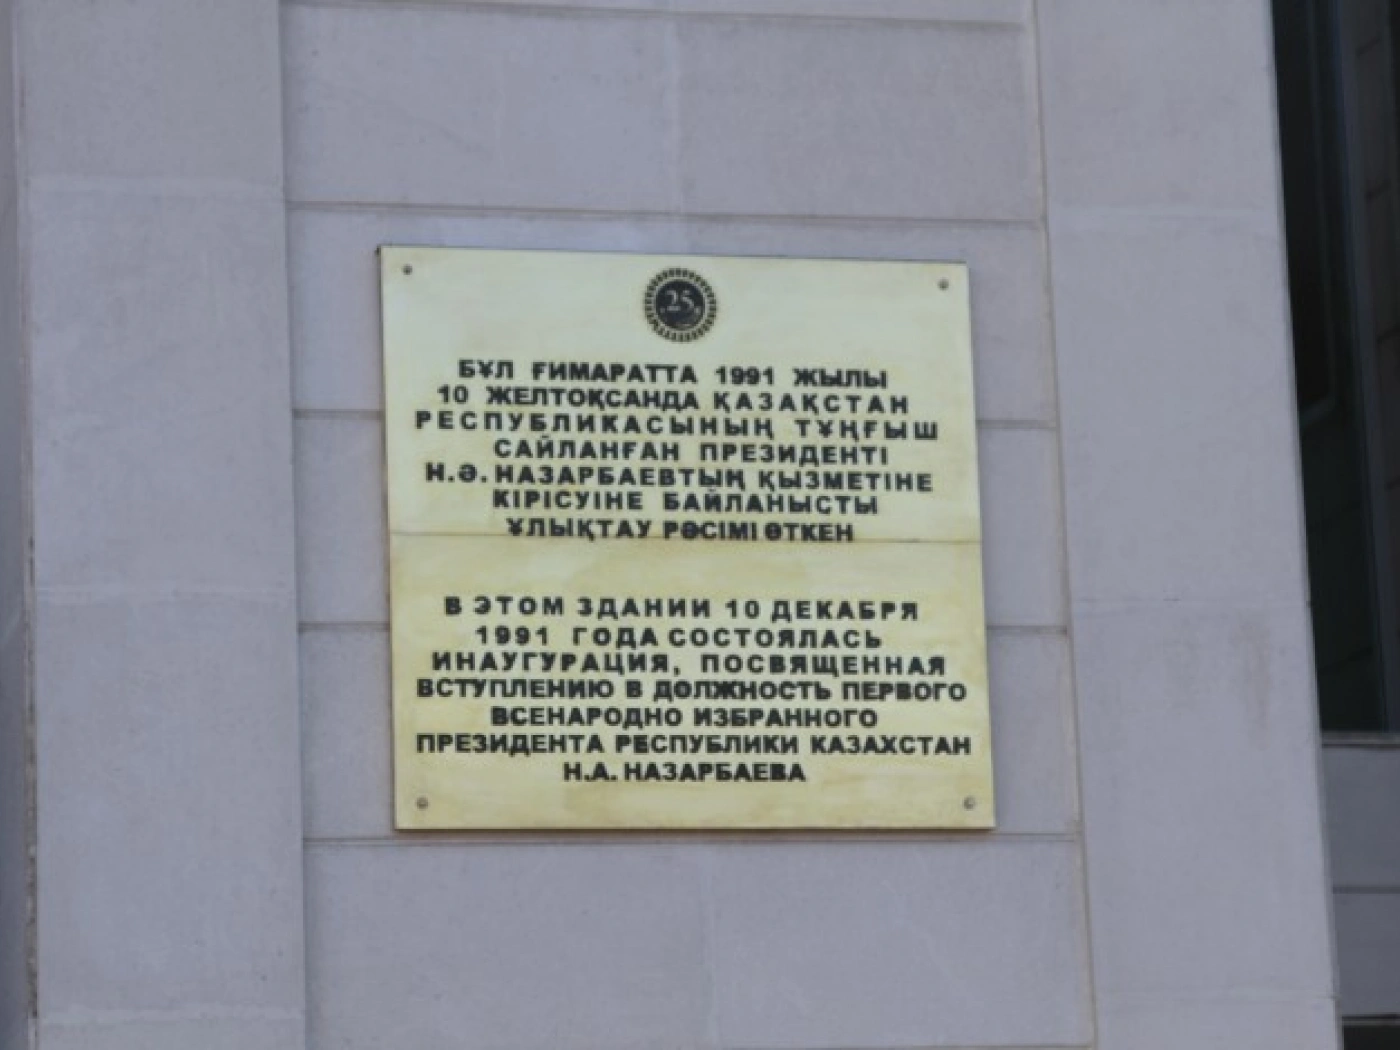 25
БҰЛ ҒИМАРАТТА 1991 ЖЫЛЫ
10 ЖЕЛТОҚСАНДА ҚАЗАҚСТАН
РЕСПУБЛИКАСЫНЫҢ ТҰҢҒЫШ
САЙЛАНҒАН ПРЕЗИДЕНТІ
Н.Ә. НАЗАРБАЕВТЫҢ ҚЫЗМЕТІНЕ
КІРІСУІНЕ БАЙЛАНЫСТЫ
ҰЛЫҚТАУ РӘСІМІ ӨТКЕН
В ЭТОМ ЗДАНИИ 10 ДЕКАБРЯ
1991 ГОДА СОСТОЯЛАСЬ
ИНАУГУРАЦИЯ, ПОСВЯЩЕННАЯ
ВСТУПЛЕНИЮ В ДОЛЖНОСТЬ ПЕРВОГО
ВСЕНАРОДНО ИЗБРАННОГО
ПРЕЗИДЕНТА РЕСПУБЛИКИ КАЗАХСТАН
Н.А. НАЗАРБАЕВА